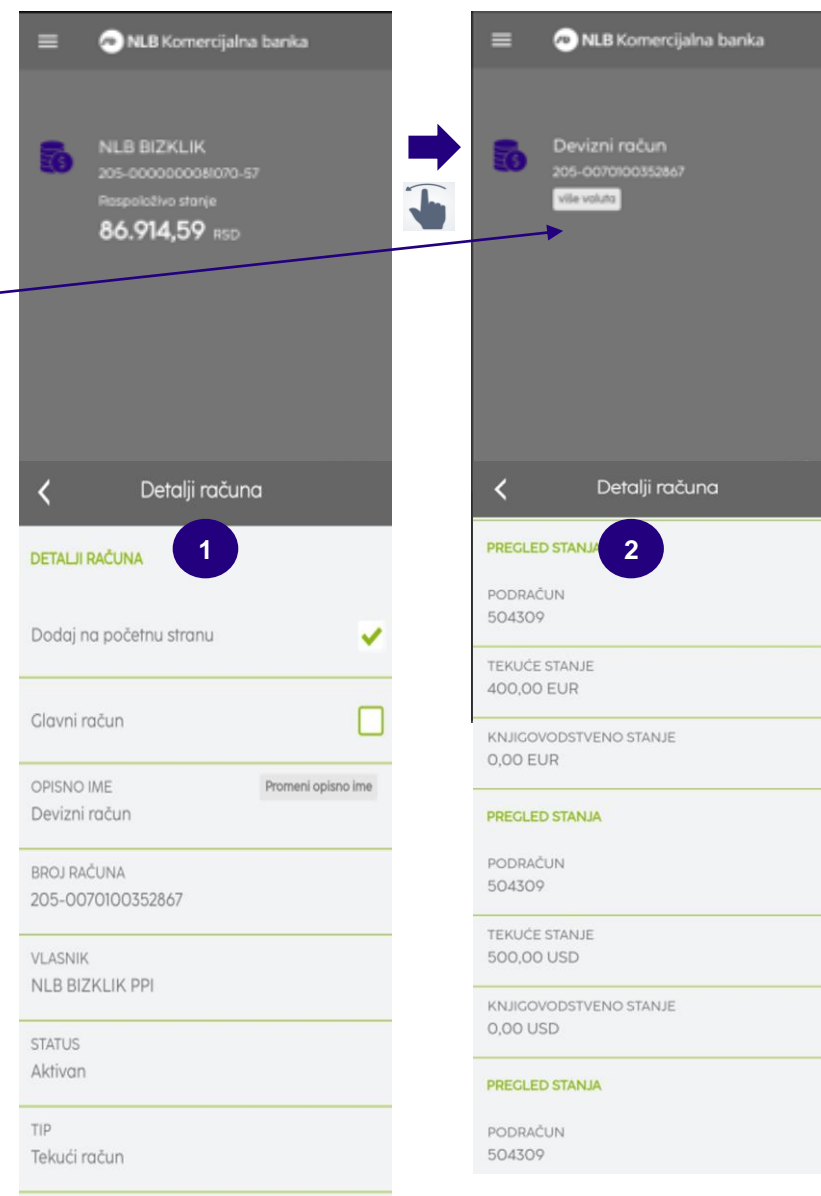 NLB Komercijalna banka
NLB BIZKLIK
205-0000000081070-57
Raspoloživo stanje
86.914,59 RSD
Detalji računa
1
DETALJI RAČUNA
Dodaj na početnu stranu
Glavni račun
OPISNO IME
Promeni opisno ime
Devizni račun
BROJ RAČUNA
205-0070100352867
VLASNIK
NLB BIZKLIK PPI
STATUS
Aktivan
TIP
Tekući račun
NLB Komercijalna banka
Devizni račun
205-0070100352867
više valuta
Detalji računa
PREGLED STANJA
2
PODRAČUN
504309
TEKUĆE STANJE
400,00 EUR
KNJIGOVODSTVENO STANJE
0,00 EUR
PREGLED STANJA
PODRAČUN
504309
TEKUĆE STANJE
500,00 USD
KNJIGOVODSTVENO STANJE
0,00 USD
PREGLED STANJA
PODRAČUN
504309